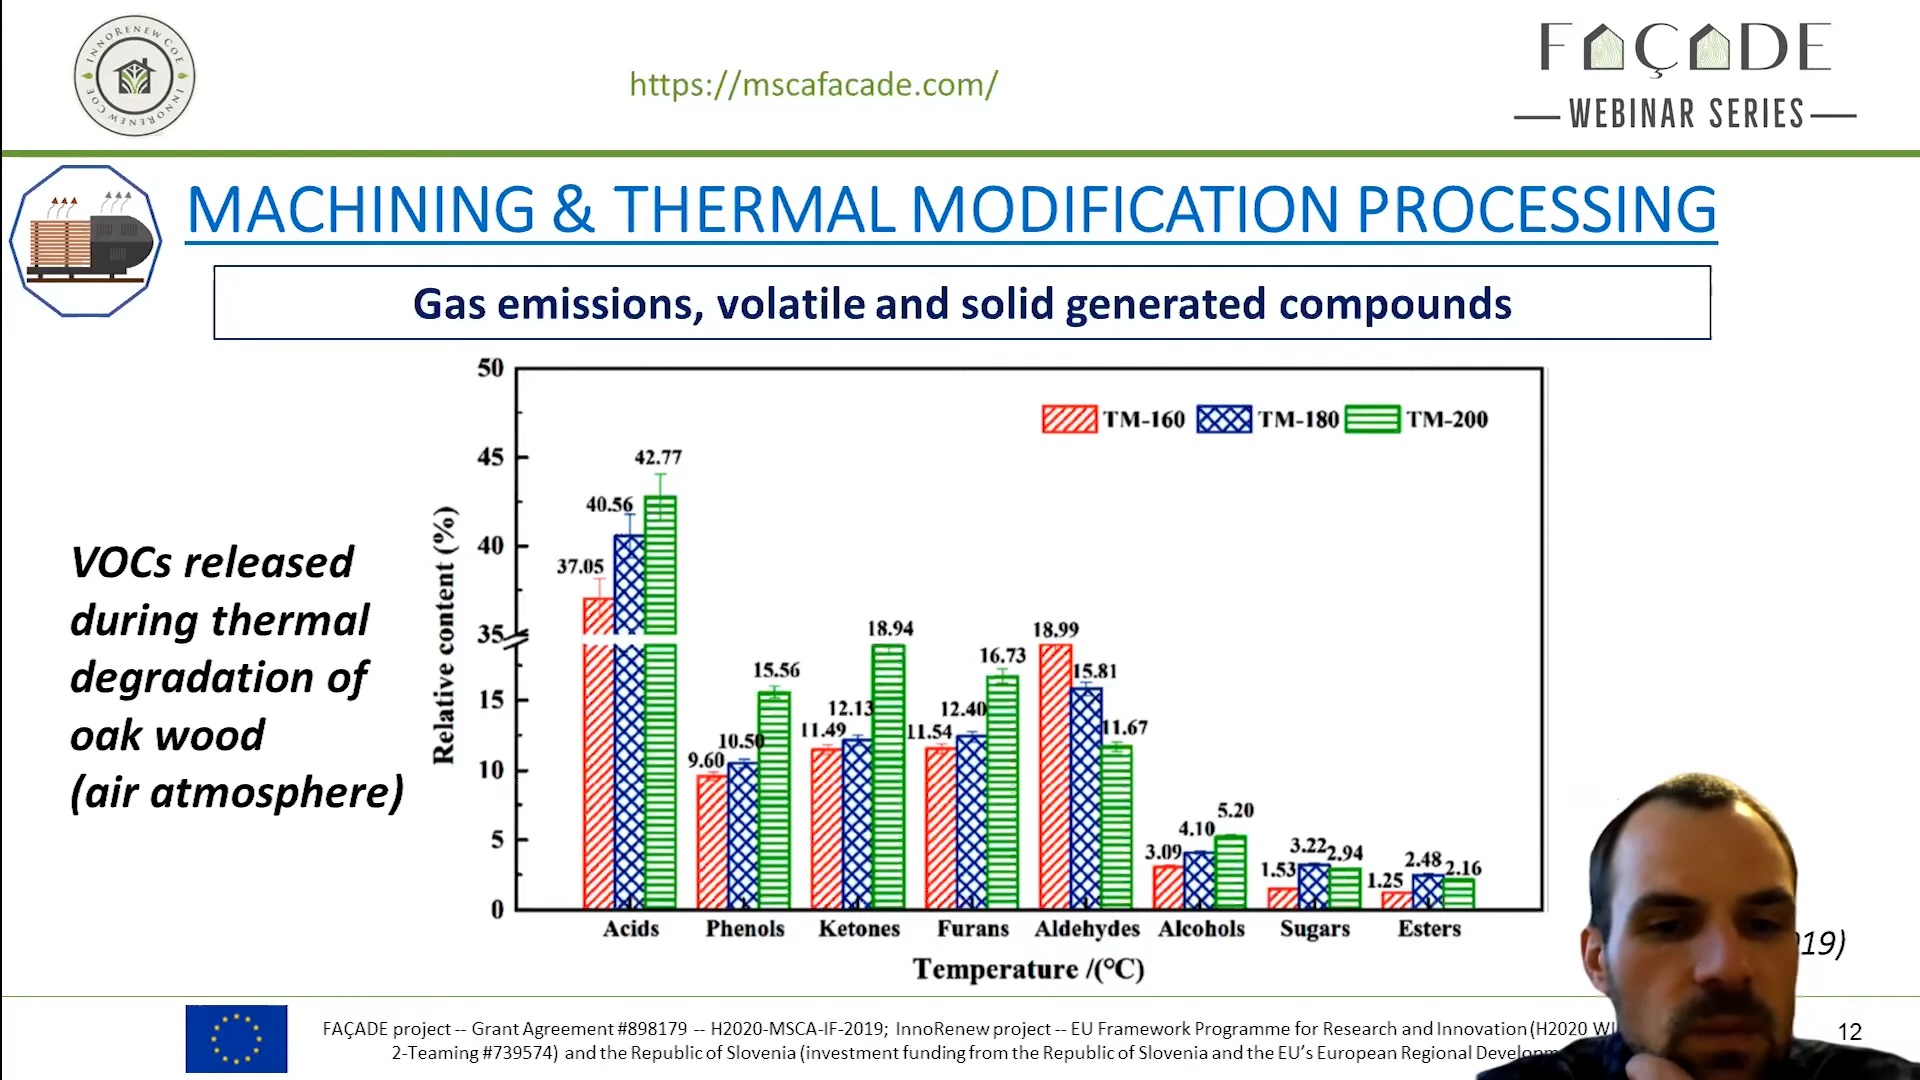 INNORENEW COE INNORENEW COE
https://mscafacade.com/
FAÇADE
WEBINAR SERIES
MACHINING & THERMAL MODIFICATION PROCESSING
Gas emissions, volatile and solid generated compounds
VOCs released
during thermal
degradation of
oak wood
(air atmosphere)
Relative content (%)
50
45
40
35
15
10
5
0
TM-160 TM-180 TM-200
37.05 40.56 42.77
9.60 10.50 15.56
11.49 12.13 18.94
11.54 12.40 16.73
18.99 15.81 11.67
3.09 4.10 5.20
1.53 3.22 2.94
1.25 2.48 2.16
Acids Phenols Ketones Furans Aldehydes Alcohols Sugars Esters
Temperature /(°C)
19)
FAÇADE project -- Grant Agreement #898179 -- H2020-MSCA-IF-2019; InnoRenew project -- EU Framework Programme for Research and Innovation (H2020
2-Teaming #739574) and the Republic of Slovenia (investment funding from the Republic of Slovenia and the EU's European Regional
12